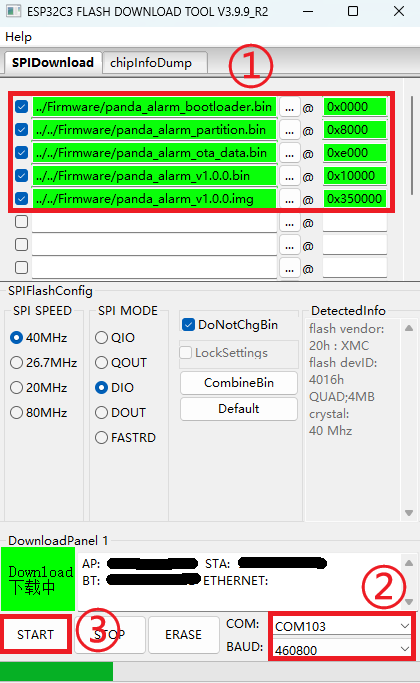 ESP32C3 FLASH DOWNLOAD TOOL V3.9.9_R2
Help
SPIDownload chipInfoDump
①
../../Firmware/panda_alarm_bootloader.bin ... @ 0x0000
../../Firmware/panda_alarm_partition.bin ... @ 0x8000
../../Firmware/panda_alarm_ota_data.bin ... @ 0xe000
../../Firmware/panda_alarm_v1.0.0.bin ... @ 0x10000
../../Firmware/panda_alarm_v1.0.0.img ... @ 0x350000
... @
... @
... @
SPIFlashConfig
SPI SPEED
40MHz
26.7MHz
20MHz
80MHz
SPI MODE
QIO
QOUT
DIO
DOUT
FASTRD
DoNotChgBin
LockSettings
CombineBin
Default
DetectedInfo
flash vendor:
20h : XMC
flash devID:
4016h
QUAD;4MB
crystal:
40 Mhz
DownloadPanel 1
Download
下载中
AP: STA:
BT: ETHERNET:
②
START
③
STOP
ERASE
COM: COM103
BAUD: 460800